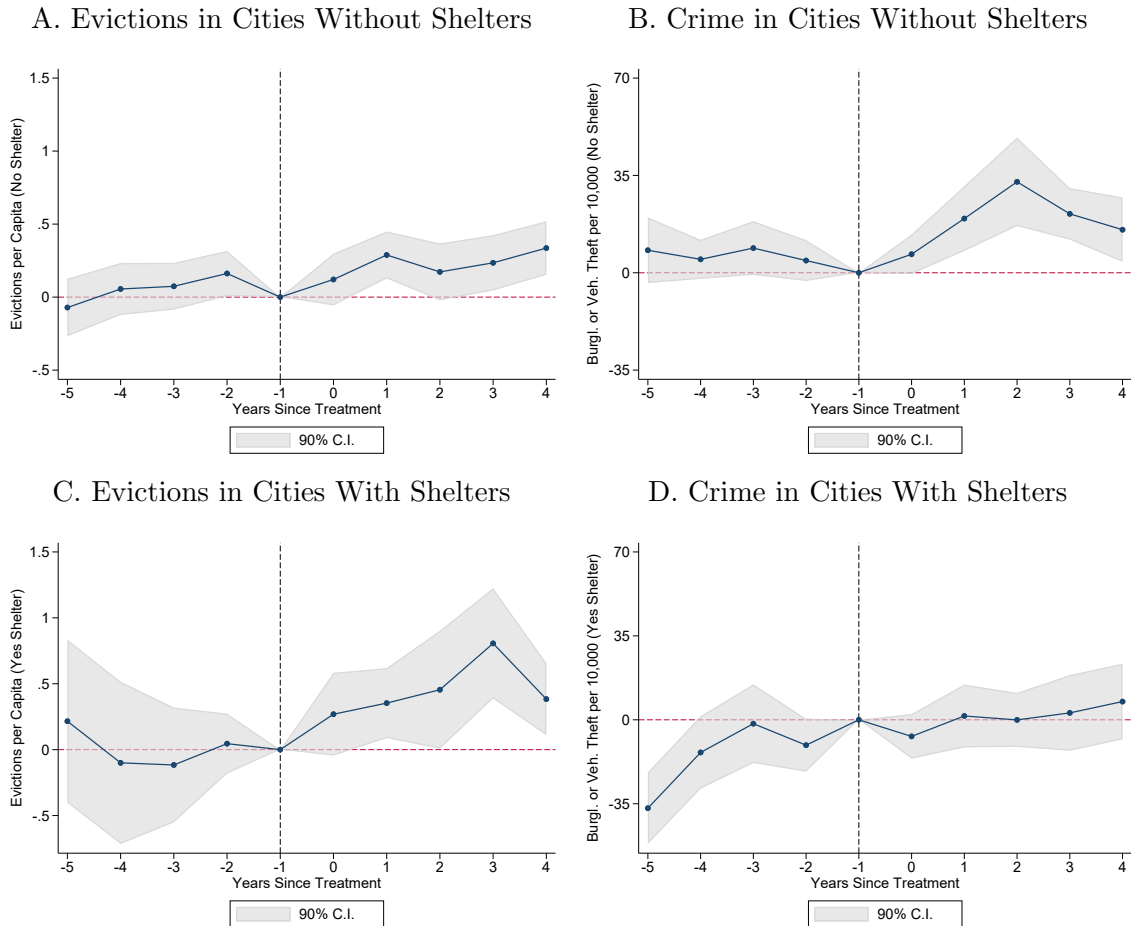 A. Evictions in Cities Without Shelters
Evictions per Capita (No Shelter)
1.5
1
.5
0
-.5
-5 -4 -3 -2 -1 0 1 2 3 4
Years Since Treatment
90% C.I.
B. Crime in Cities Without Shelters
Burgl. or Veh. Theft per 10,000 (No Shelter)
70
35
0
-35
-5 -4 -3 -2 -1 0 1 2 3 4
Years Since Treatment
90% C.I.
C. Evictions in Cities With Shelters
Evictions per Capita (Yes Shelter)
1.5
1
.5
0
-.5
-5 -4 -3 -2 -1 0 1 2 3 4
Years Since Treatment
90% C.I.
D. Crime in Cities With Shelters
Burgl. or Veh. Theft per 10,000 (Yes Shelter)
70
35
0
-35
-5 -4 -3 -2 -1 0 1 2 3 4
Years Since Treatment
90% C.I.